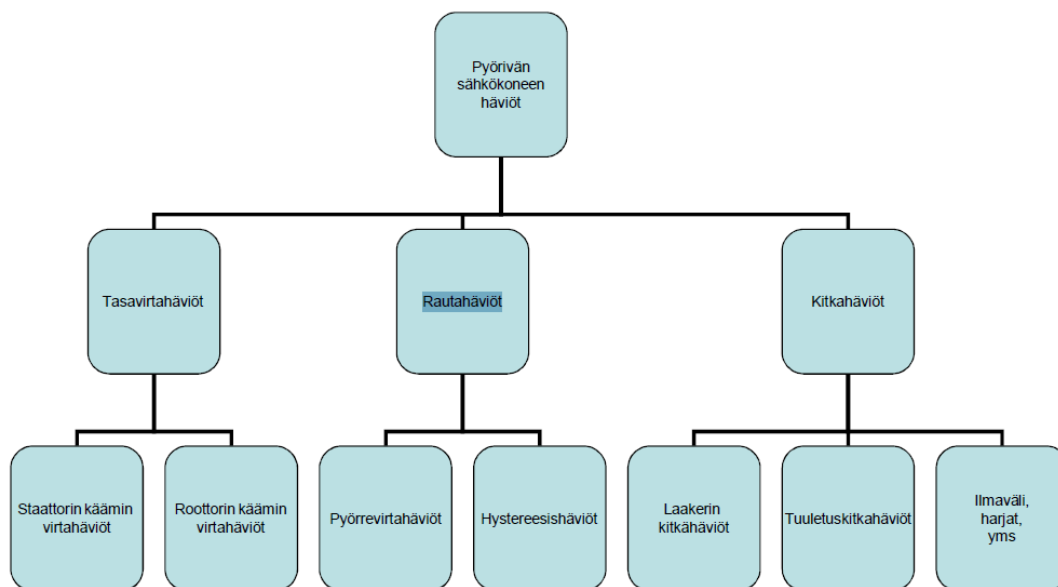 Pyörivän
sähkökoneen
häviöt
Tasavirtahäviöt
Rautahäviöt
Kitkahäviöt
Staattorin käämin
virtahäviöt
Roottorin käämin
virtahäviöt
Pyörrevirtahäviöt
Hystereesishäviöt
Laakerin
kitkahäviöt
Tuuletuskitkahäviöt
Ilmaväli,
harjat,
yms